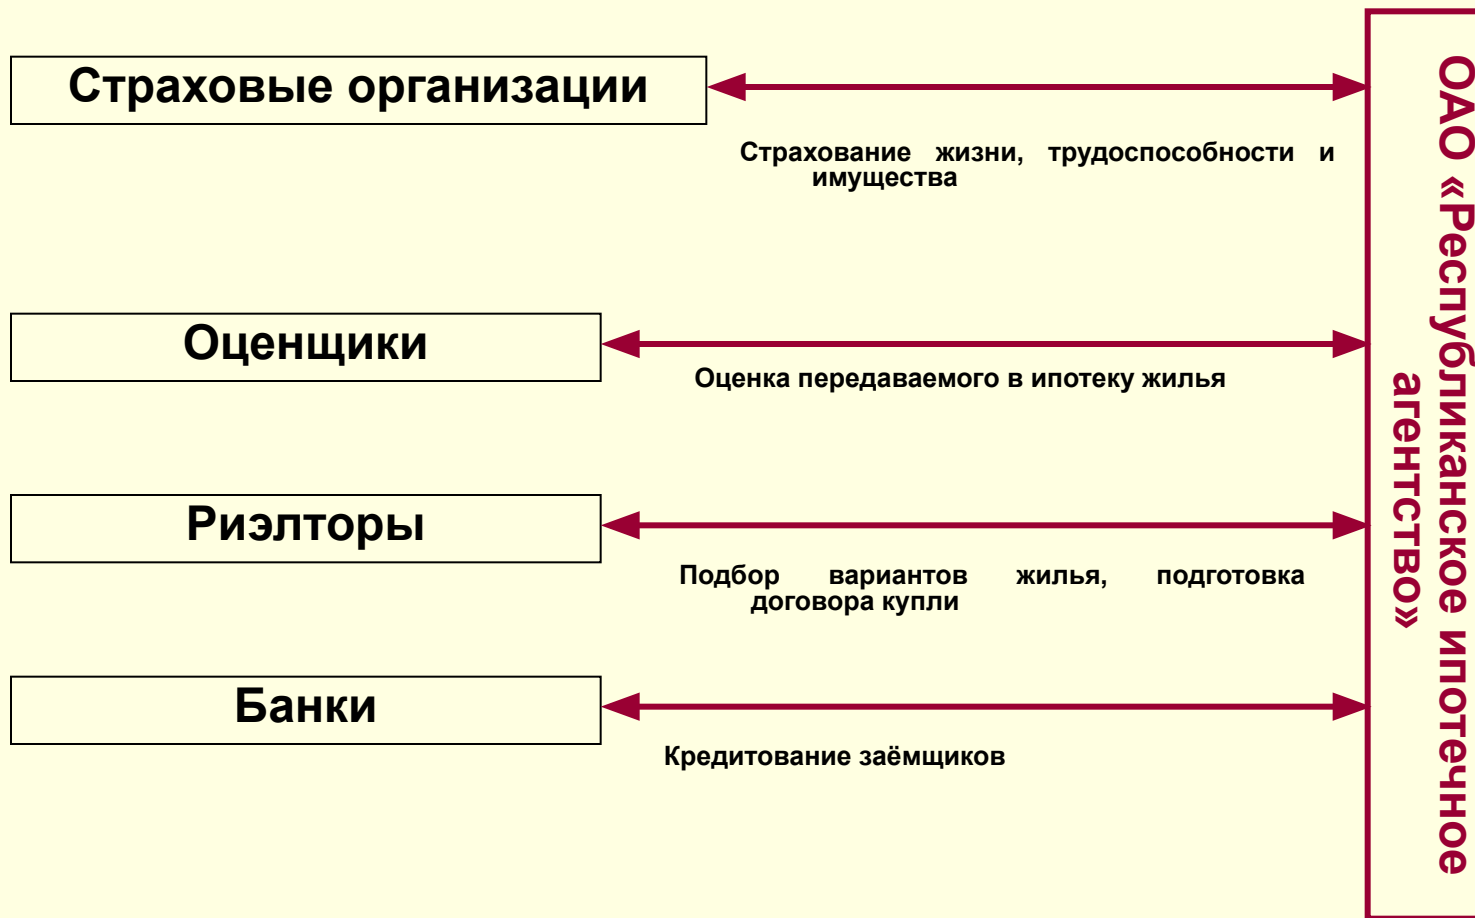 Страховые организации
Страхование жизни, трудоспособности и
имущества
Оценщики
Оценка передаваемого в ипотеку жилья
Риэлторы
Подбор вариантов жилья, подготовка
договора купли
Банки
Кредитование заёмщиков
ОАО «Республиканское ипотечное
агентство»